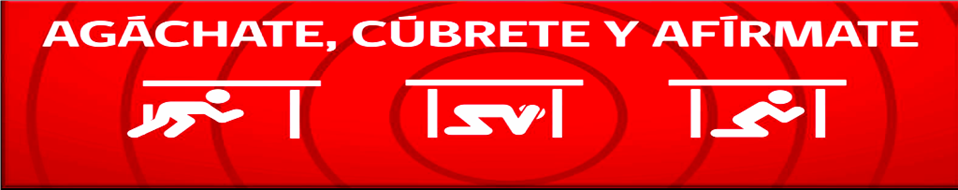 AGÁCHATE, CÚBRETE Y AFÍRMATE